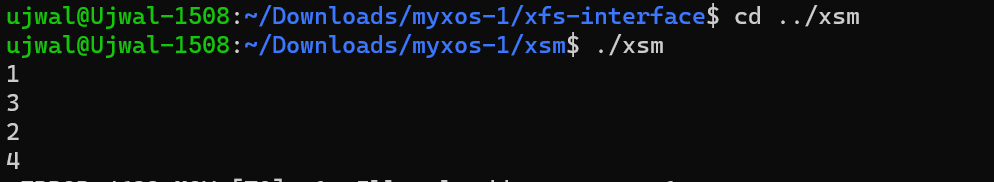 ujwal@Ujwal-1508:~/Downloads/myxos-1/xfs-interface$ cd ../xsm
ujwal@Ujwal-1508:~/Downloads/myxos-1/xsm$ ./xsm
1
3
2
4